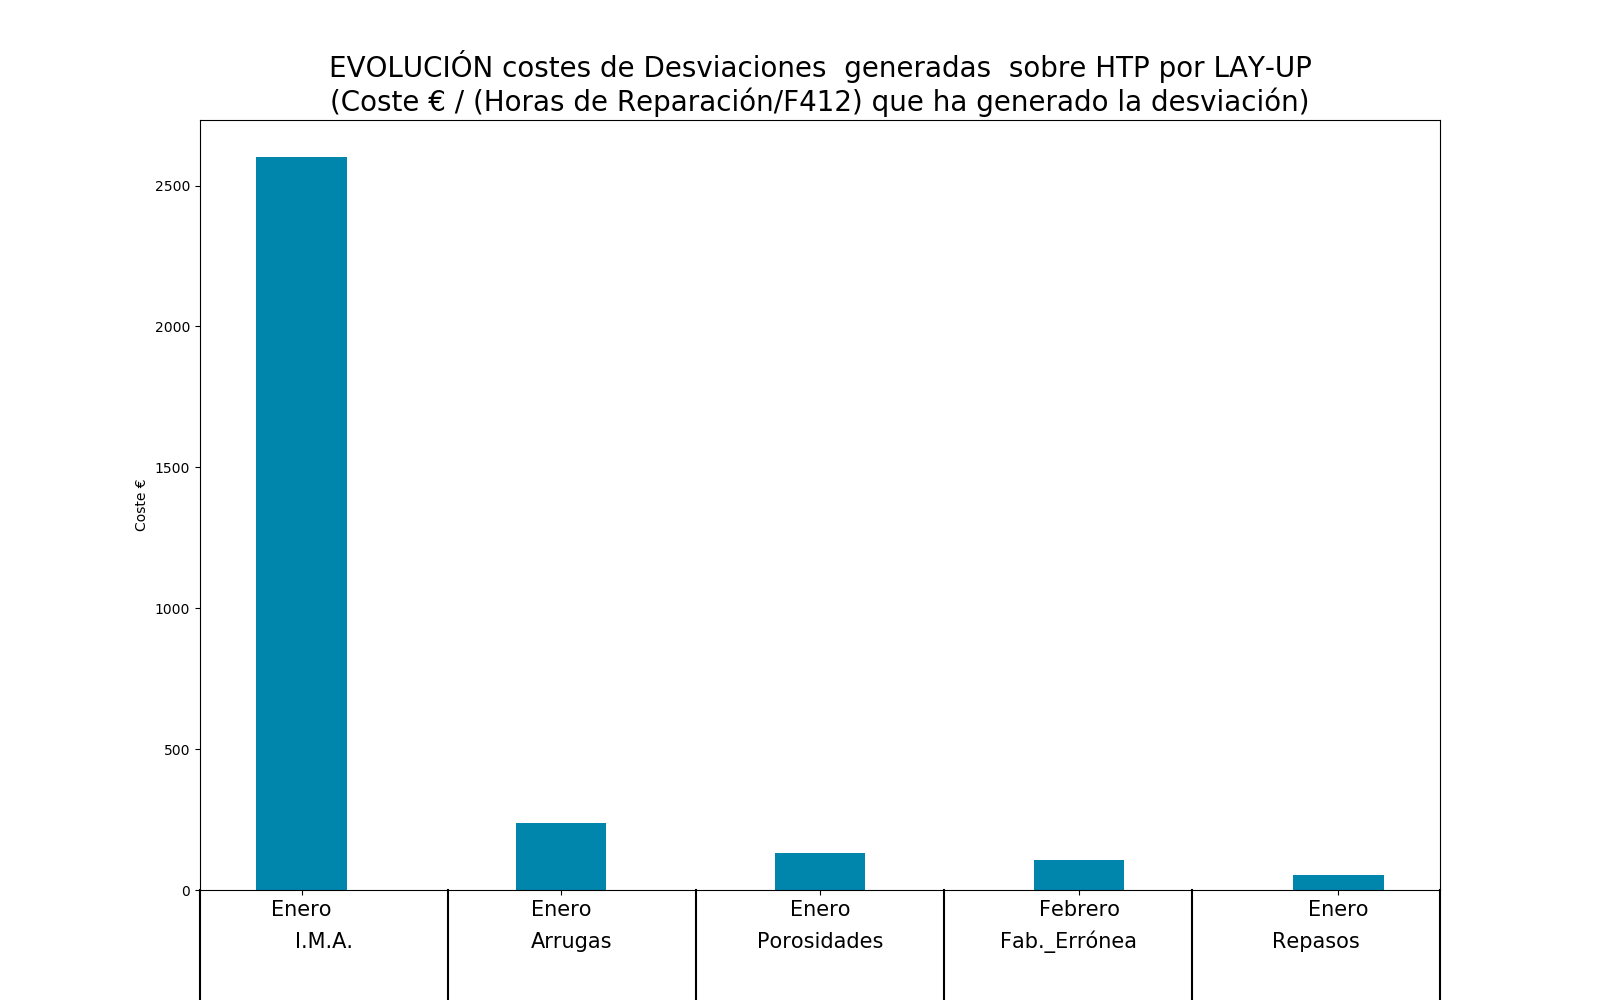 EVOLUCIÓN costes de Desviaciones  generadas  sobre HTP por LAY-UP
(Coste € / (Horas de Reparación/F412) que ha generado la desviación)
Coste €
2500
2000
1500
1000
500
0
Enero Enero Enero Febrero Enero
I.M.A. Arrugas Porosidades Fab._Errónea Repasos